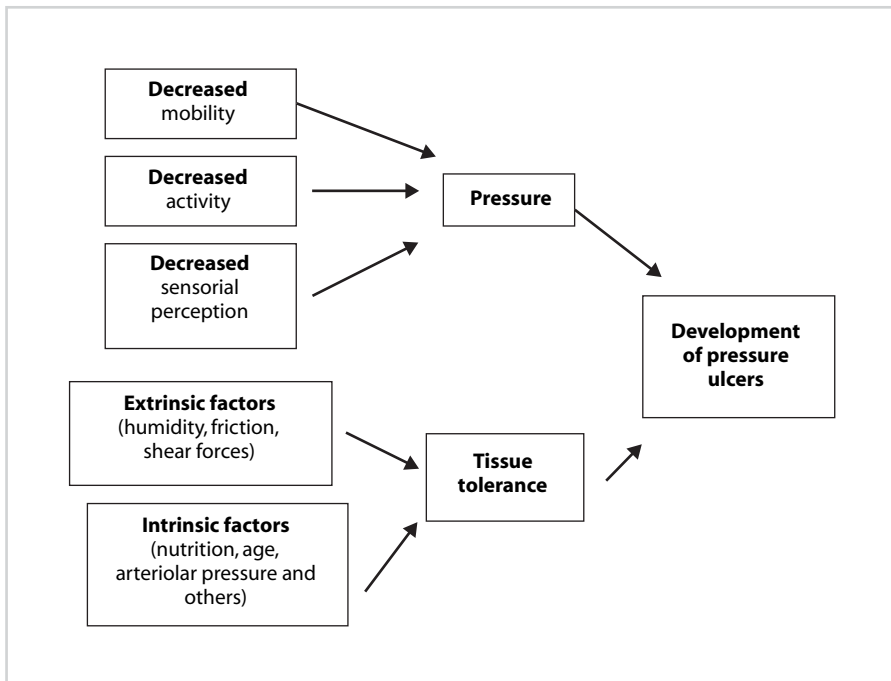 Decreased
mobility
Decreased
activity
Decreased
sensorial
perception
Pressure
Development
of pressure
ulcers
Extrinsic factors
(humidity, friction,
shear forces)
Tissue
tolerance
Intrinsic factors
(nutrition, age,
arteriolar pressure and
others)